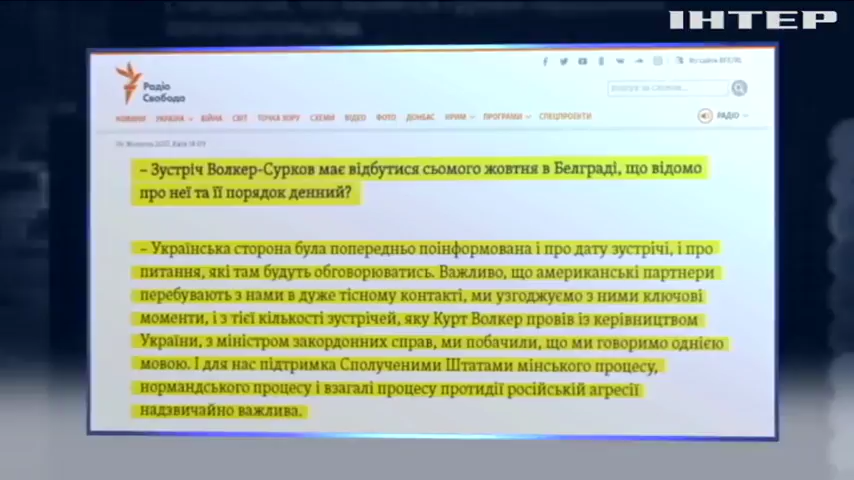 ІНТЕР
Радіо
Свобода
НОВИНИ УКРАЇНА ВІЙНА СВІТ ТОЧКА ЗОРУ СХЕМИ ВІДЕО ФОТО ДОНБАС КРИМ ПРОГРАМИ СПЕЦПРОЕКТИ РАДІО
– Зустріч Волкер-Сурков має відбутися сьомого жовтня в Белграді, що відомо
про неї та її порядок денний?
– Українська сторона була попередньо поінформована і про дату зустрічі, і про
питання, які там будуть обговорюватись. Важливо, що американські партнери
перебувають з нами в дуже тісному контакті, ми узгоджуємо з ними ключові
моменти, і з тієї кількості зустрічей, яку Курт Волкер провів із керівництвом
України, з міністром закордонних справ, ми побачили, що ми говоримо однією
мовою. І для нас підтримка Сполученими Штатами мінського процесу,
нормандського процесу і взагалі процесу протидії російській агресії
надзвичайно важлива.